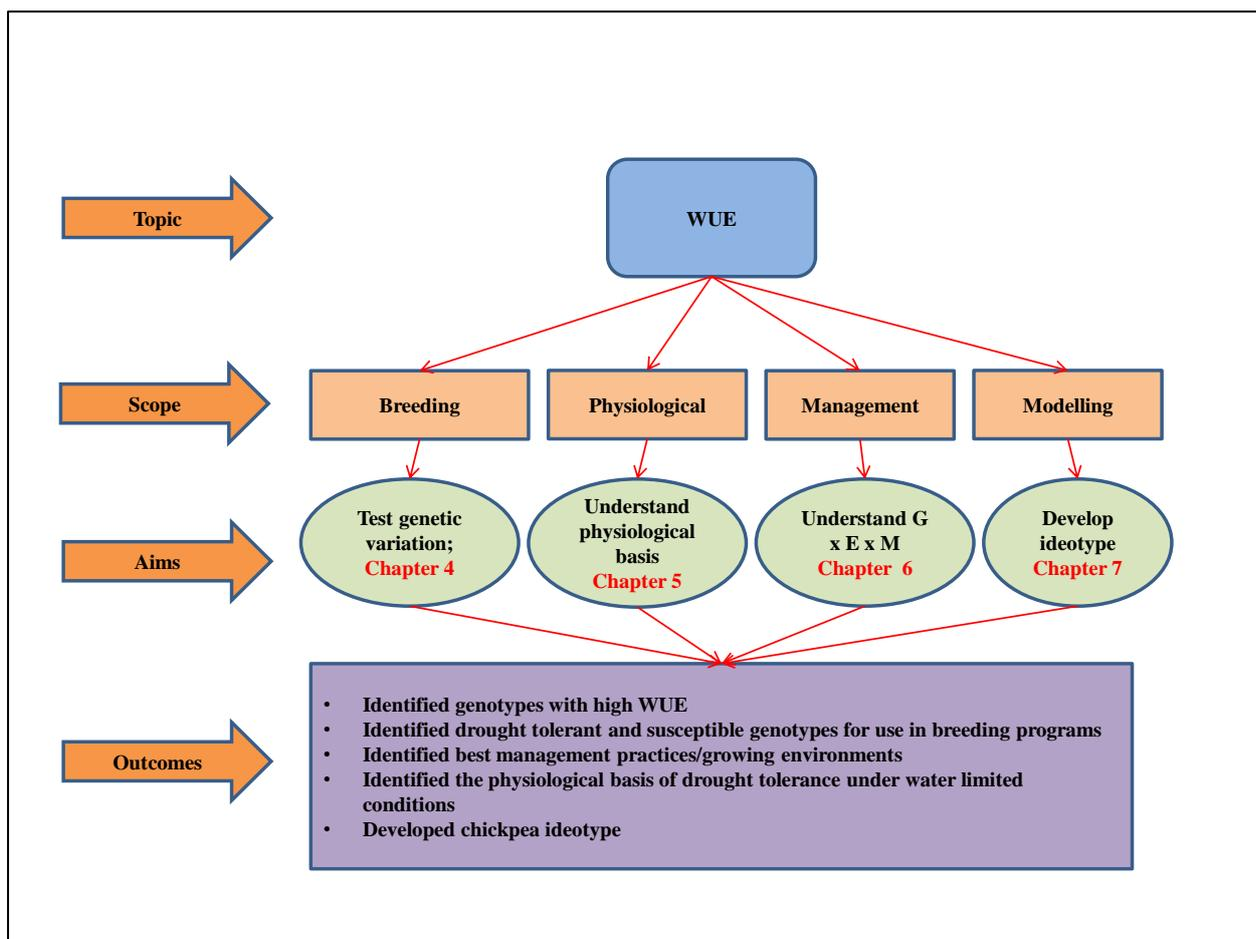 Topic
WUE
Scope
Breeding
Physiological
Management
Modelling
Aims
Test genetic
variation;
Chapter 4
Understand
physiological
basis
Chapter 5
Understand G
x E x M
Chapter  6
Develop
ideotype
Chapter 7
Outcomes
• Identified genotypes with high WUE
• Identified drought tolerant and susceptible genotypes for use in breeding programs
• Identified best management practices/growing environments
• Identified the physiological basis of drought tolerance under water limited
conditions
• Developed chickpea ideotype